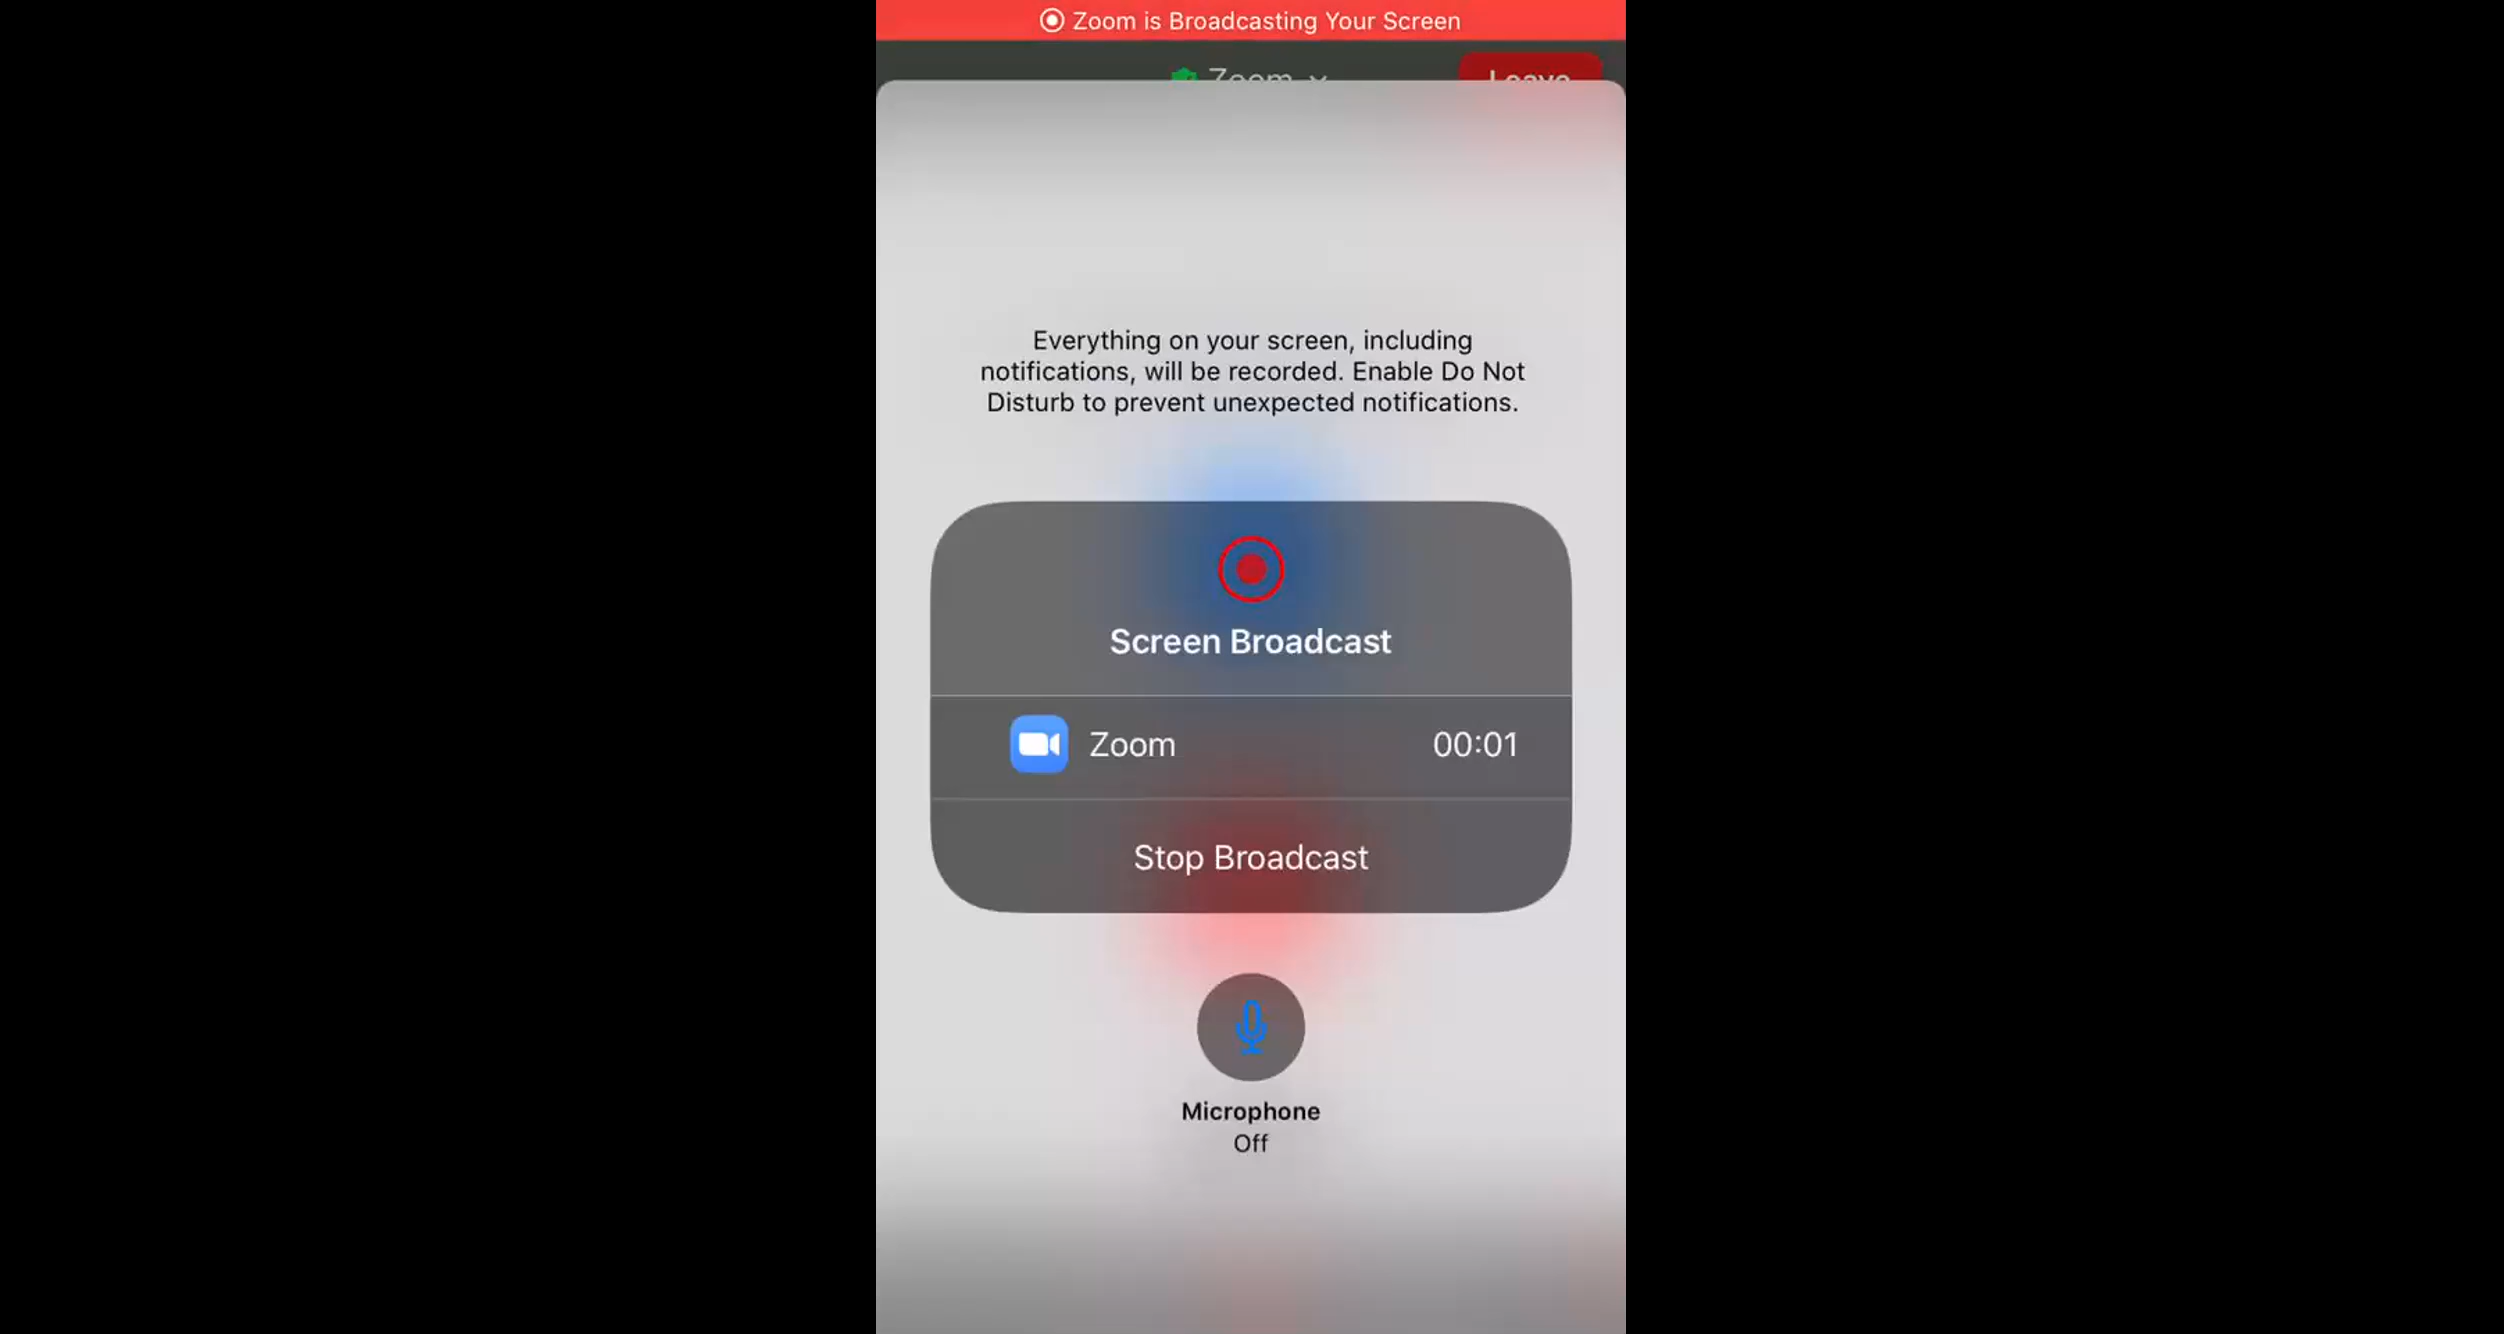 Zoom is Broadcasting Your Screen
Zoom
Leave
Everything on your screen, including
notifications, will be recorded. Enable Do Not
Disturb to prevent unexpected notifications.
Screen Broadcast
Zoom 00:01
Stop Broadcast
Microphone
Off